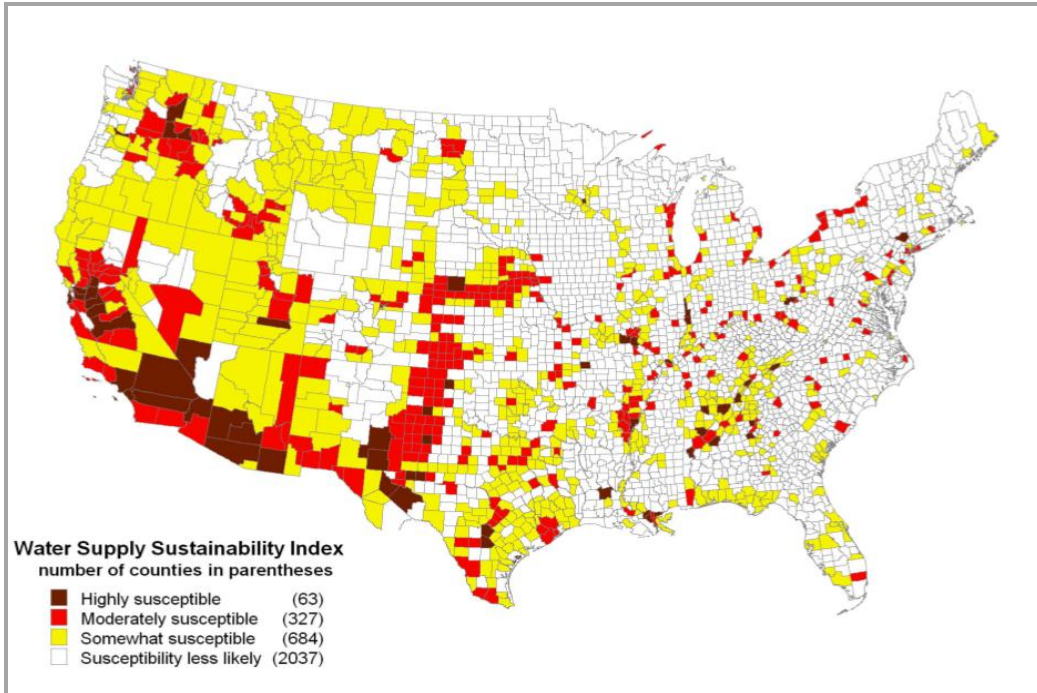 Water Supply Sustainability Index
number of counties in parentheses
Highly susceptible (63)
Moderately susceptible (327)
Somewhat susceptible (684)
Susceptibility less likely (2037)